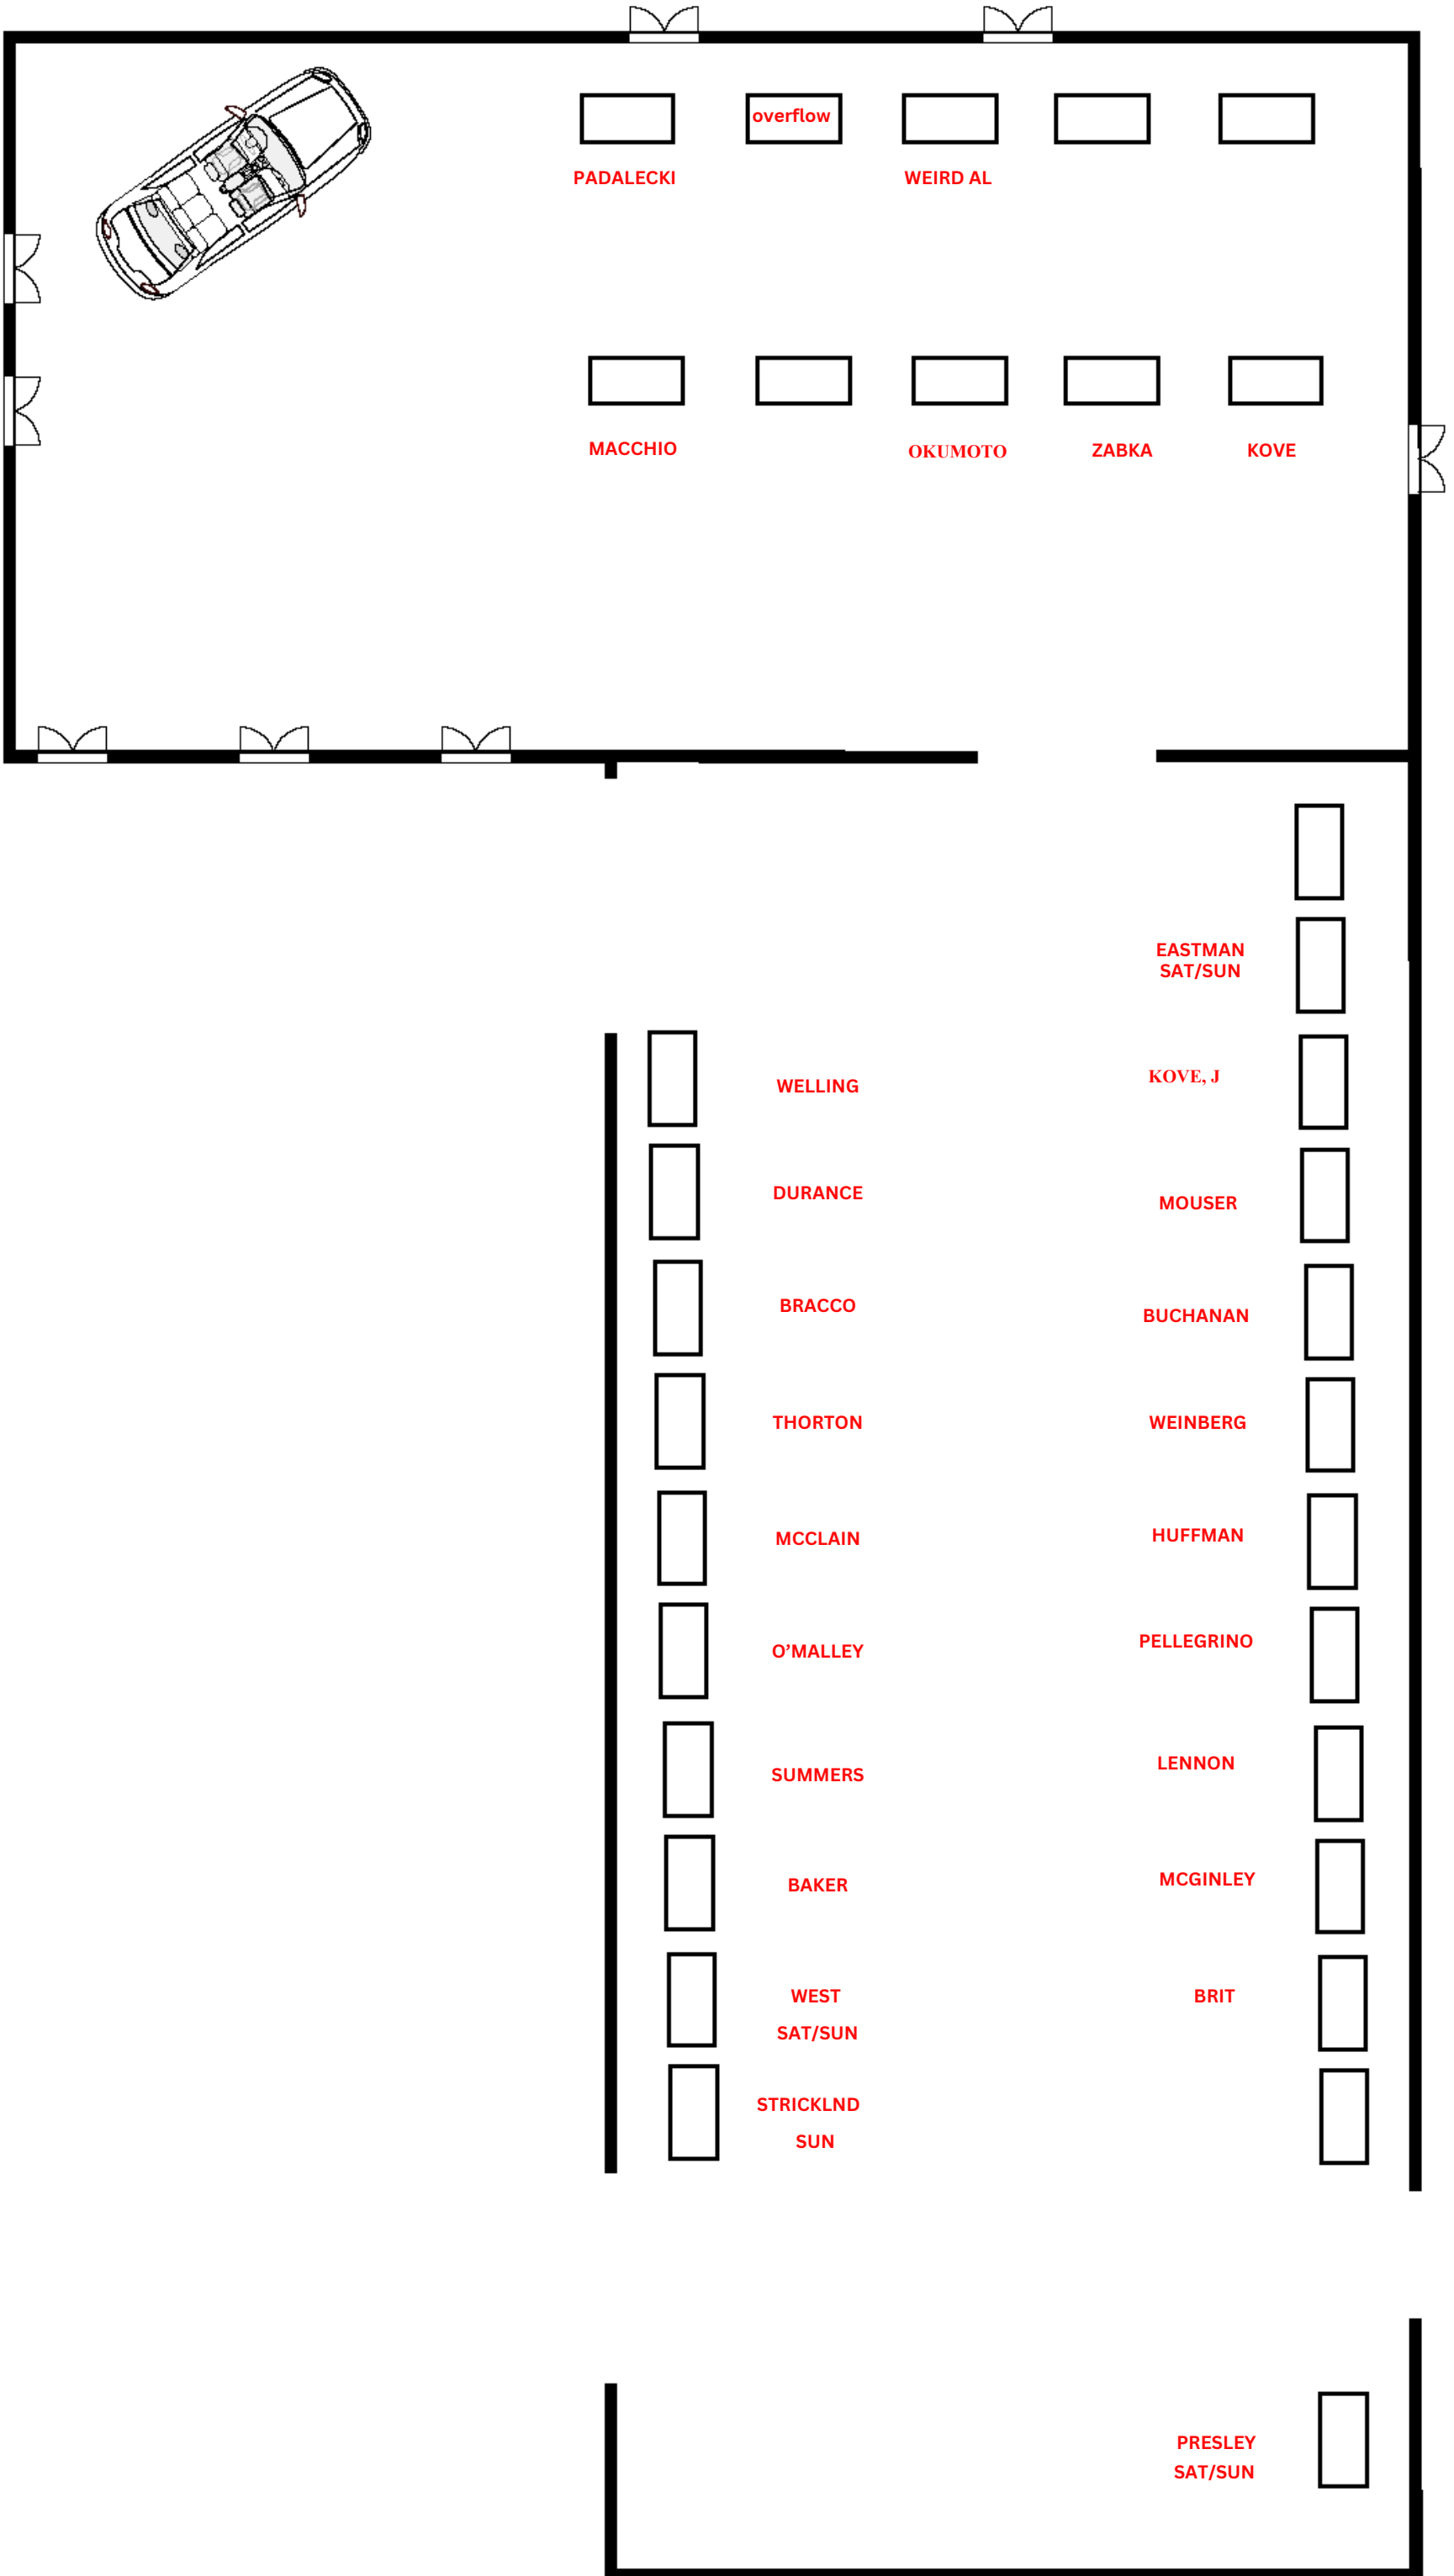 overflow
PADALECKI
WEIRD AL
MACCHIO
OKUMOTO
ZABKA
KOVE
EASTMAN
SAT/SUN
WELLING
KOVE, J
DURANCE
MOUSER
BRACCO
BUCHANAN
THORTON
WEINBERG
MCCLAIN
HUFFMAN
O’MALLEY
PELLEGRINO
SUMMERS
LENNON
BAKER
MCGINLEY
WEST
SAT/SUN
BRIT
STRICKLND
SUN
PRESLEY
SAT/SUN